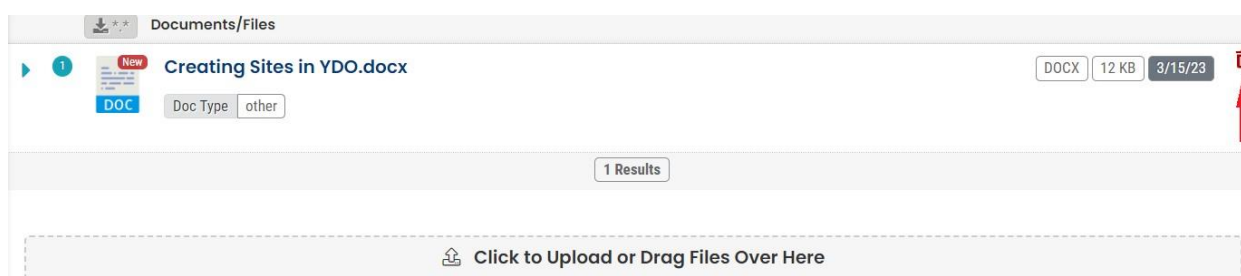 *.* Documents/Files
1 New Creating Sites in YDO.docx DOCX 12 KB 3/15/23
DOC Doc Type other
1 Results
Click to Upload or Drag Files Over Here